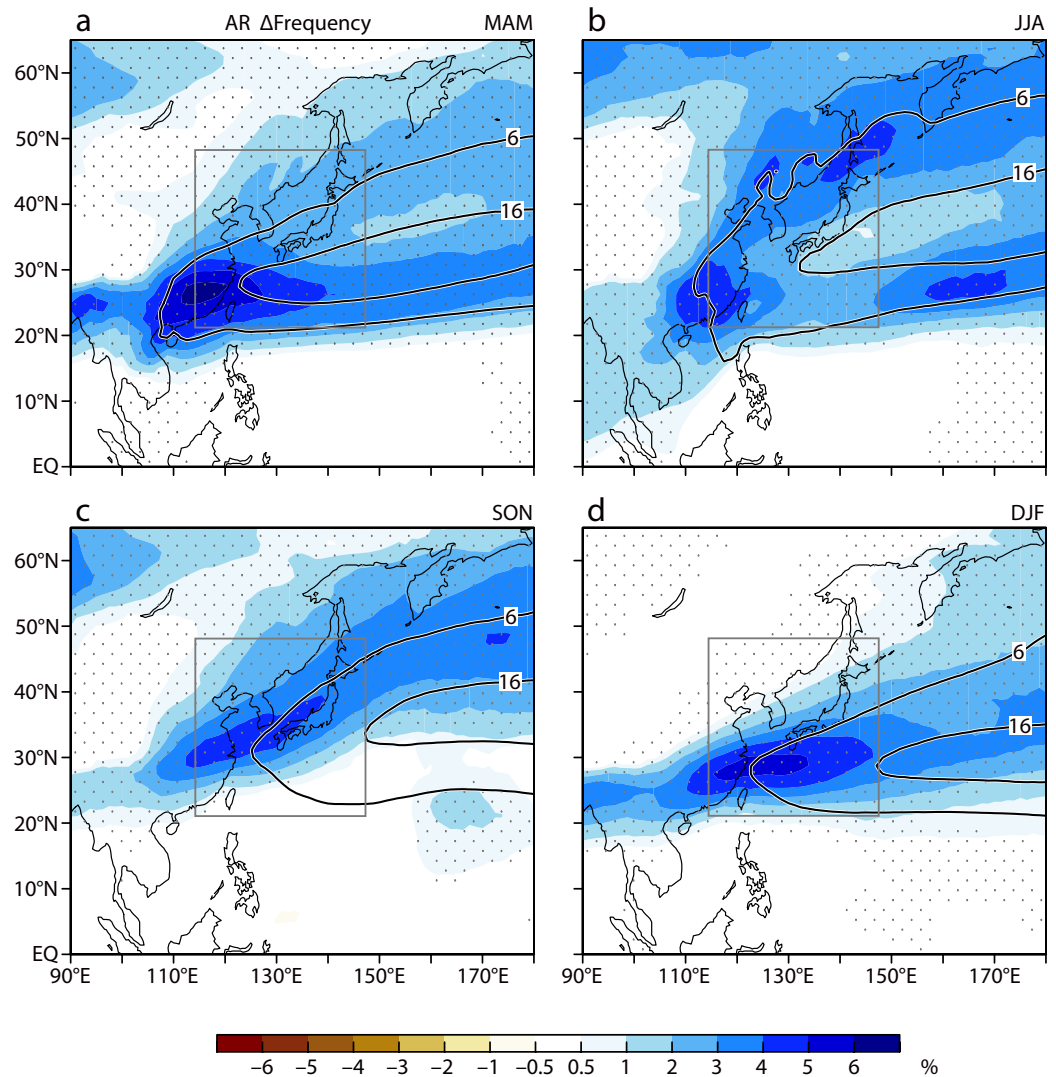 a AR ΔFrequency MAM
b JJA
60°N
50°N
40°N
30°N
20°N
10°N
EQ
6
16
6
16
c SON
d DJF
60°N
50°N
40°N
30°N
20°N
10°N
EQ
6
16
6
16
90°E 110°E 130°E 150°E 170°E
90°E 110°E 130°E 150°E 170°E
−6 −5 −4 −3 −2 −1 −0.5 0.5 1 2 3 4 5 6 %